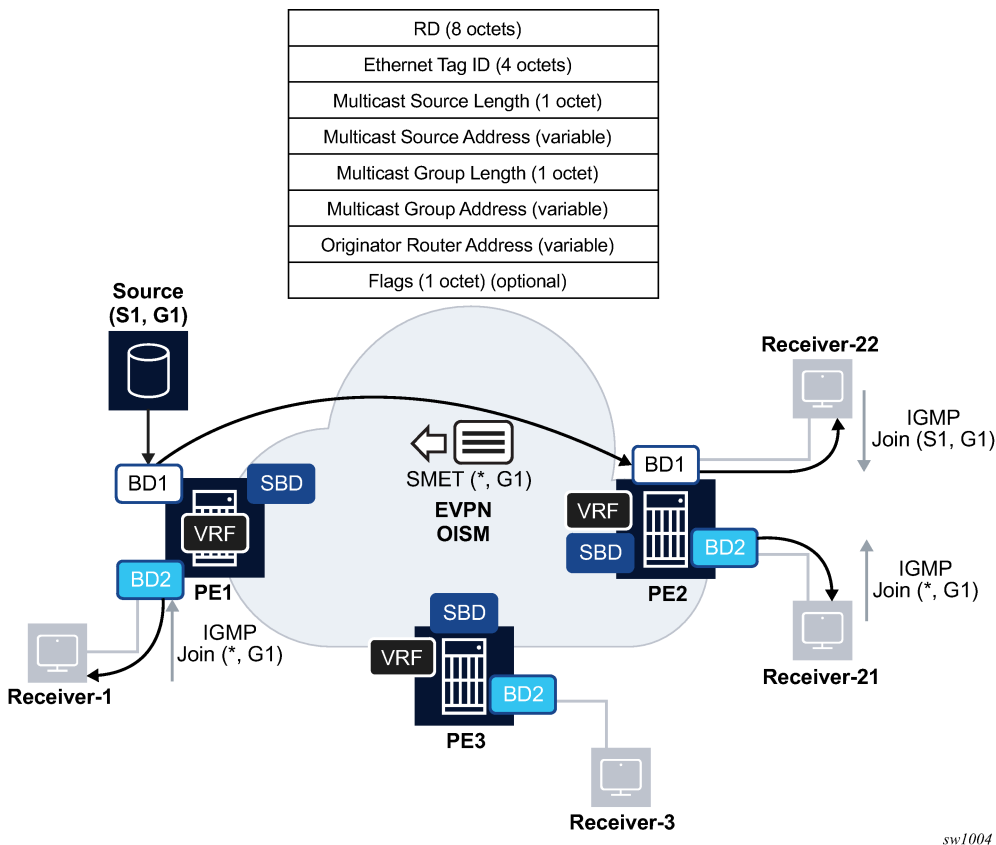 RD (8 octets)
Ethernet Tag ID (4 octets)
Multicast Source Length (1 octet)
Multicast Source Address (variable)
Multicast Group Length (1 octet)
Multicast Group Address (variable)
Originator Router Address (variable)
Flags (1 octet) (optional)
Source
(S1, G1)
Receiver-22
IGMP
Join (S1, G1)
SMET (*, G1)
EVPN
OISM
BD1
SBD
VRF
BD2
PE1
BD1
VRF
SBD
BD2
PE2
IGMP
Join (*, G1)
IGMP
Join (*, G1)
Receiver-1
Receiver-21
SBD
VRF
BD2
PE3
Receiver-3
sw1004